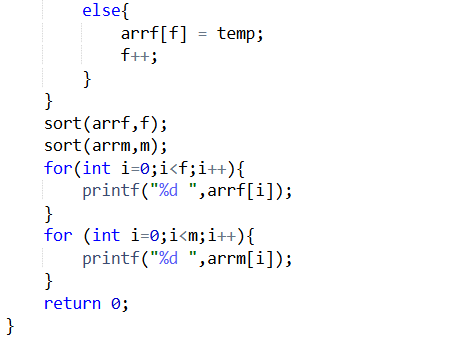 else{
arrf[f] = temp;
f++;
}
}
sort(arrf,f);
sort(arrm,m);
for(int i=0;i<f;i++){
printf("%d ",arrf[i]);
}
for (int i=0;i<m;i++){
printf("%d ",arrm[i]);
}
return 0;
}